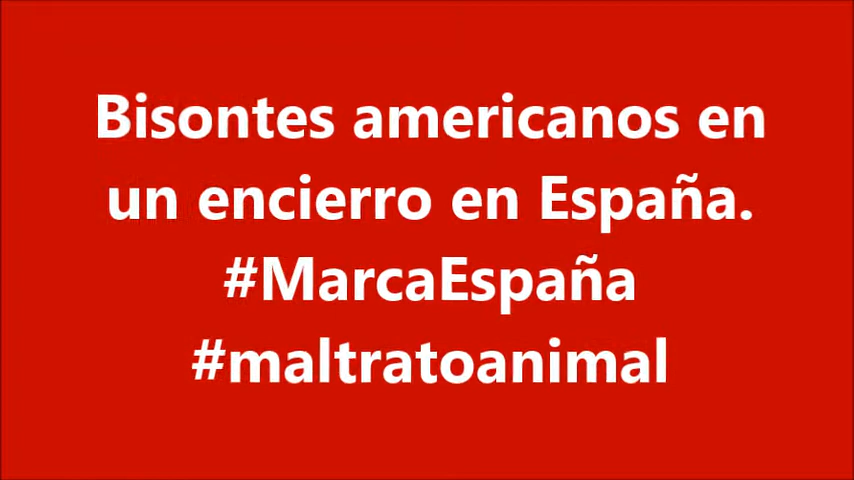 Bisontes americanos en
un encierro en España.
#MarcaEspaña
#maltratoanimal